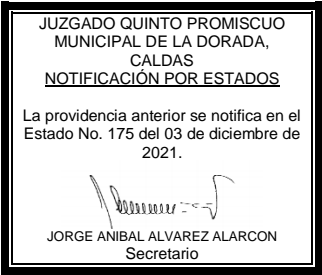 JUZGADO QUINTO PROMISCUO
MUNICIPAL DE LA DORADA,
CALDAS
NOTIFICACIÓN POR ESTADOS
La providencia anterior se notifica en el
Estado No. 175 del 03 de diciembre de
2021.
JORGE ANIBAL ALVAREZ ALARCON
Secretario